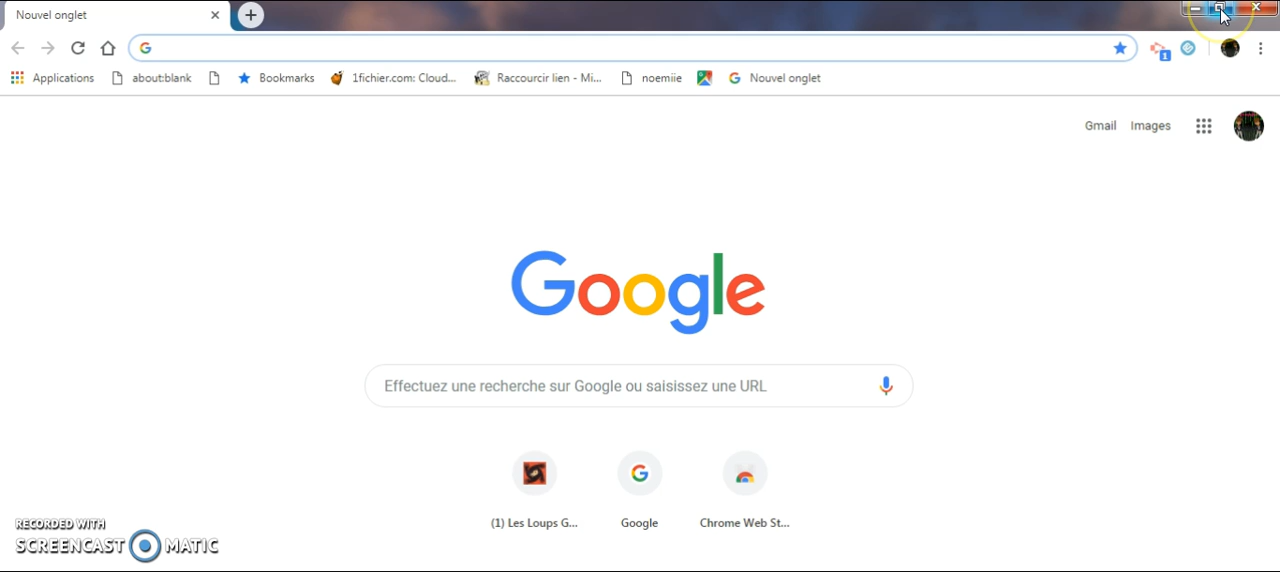 Nouvel onglet
Applications about:blank Bookmarks 1fichier.com: Cloud... Raccourcir lien - Mi... noemiie Nouvel onglet
1
Gmail Images
Google
Effectuez une recherche sur Google ou saisissez une URL
(1) Les Loups G... Google Chrome Web St...
RECORDED WITH
SCREENCAST MATIC